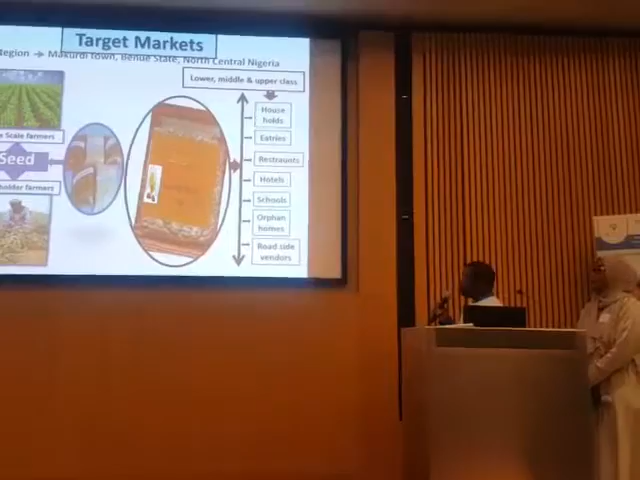 Target Markets
Region → Makurdi Town, Benue State, North Central Nigeria
Lower, middle & upper class
House
holds
Eatries
Restraunts
Hotels
Schools
Orphan
homes
Road side
vendors
e Scale farmers
Seed
holder farmers